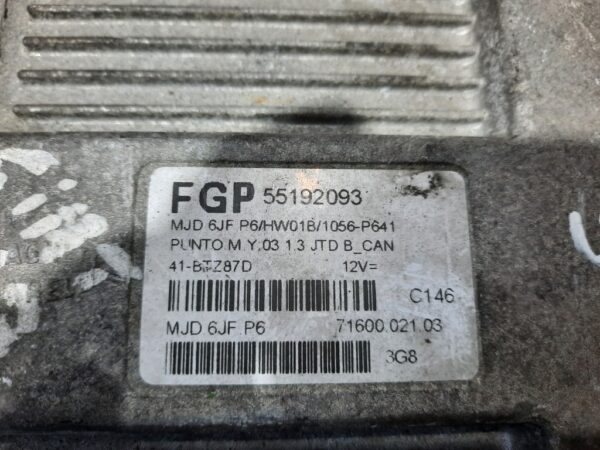 FGP 55192093
MJD 6JF P6/HW01B/1056-P641
PUNTO M.Y.03 1.3 JTD B_CAN
41-BTZ87D 12V=
C146
MJD 6JF P6 71600.021.03
3G8